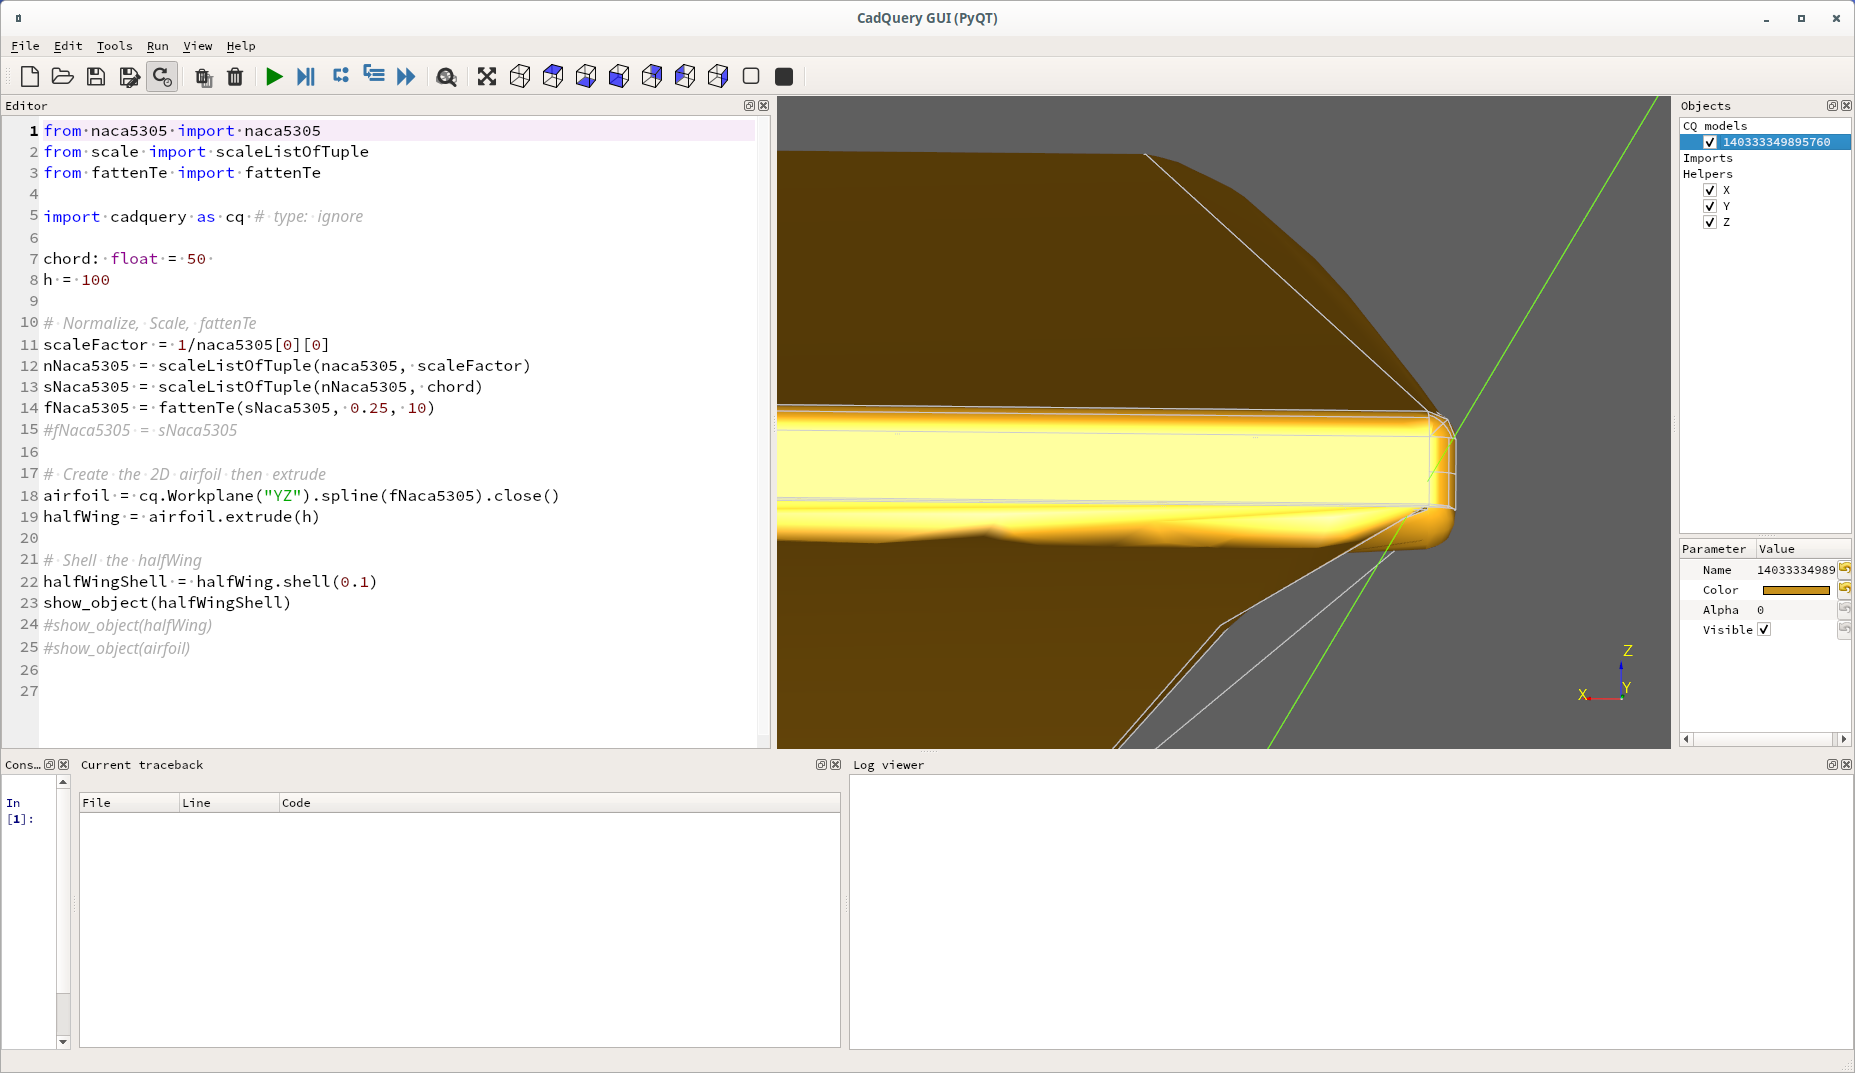 CadQuery GUI (PyQT)
File Edit Tools Run View Help
Editor
1 from naca5305 import naca5305
2 from scale import scaleListOfTuple
3 from fattenTe import fattenTe
4
5 import cadquery as cq # type: ignore
6
7 chord: float = 50
8 h = 100
9
10 # Normalize, Scale, fattenTe
11 scaleFactor = 1/naca5305[0][0]
12 nNaca5305 = scaleListOfTuple(naca5305, scaleFactor)
13 sNaca5305 = scaleListOfTuple(nNaca5305, chord)
14 fNaca5305 = fattenTe(sNaca5305, 0.25, 10)
15 #fNaca5305 = sNaca5305
16
17 # Create the 2D airfoil then extrude
18 airfoil = cq.Workplane("YZ").spline(fNaca5305).close()
19 halfWing = airfoil.extrude(h)
20
21 # Shell the halfWing
22 halfWingShell = halfWing.shell(0.1)
23 show_object(halfWingShell)
24 #show_object(halfWing)
25 #show_object(airfoil)
26
27
Z
X
Y
Objects
CQ models
140333349895760
Imports
Helpers
X
Y
Z
Parameter Value
Name 14033334989
Color
Alpha 0
Visible
Cons...
In
[1]:
Current traceback
File Line Code
Log viewer